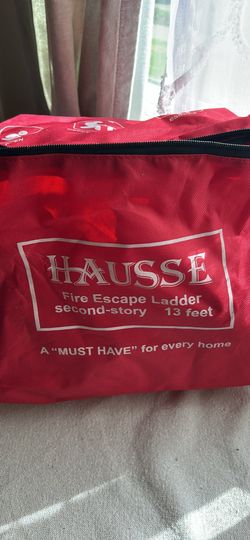 HAUSSE
Fire Escape Ladder
second-story 13 feet
A "MUST HAVE" for every home